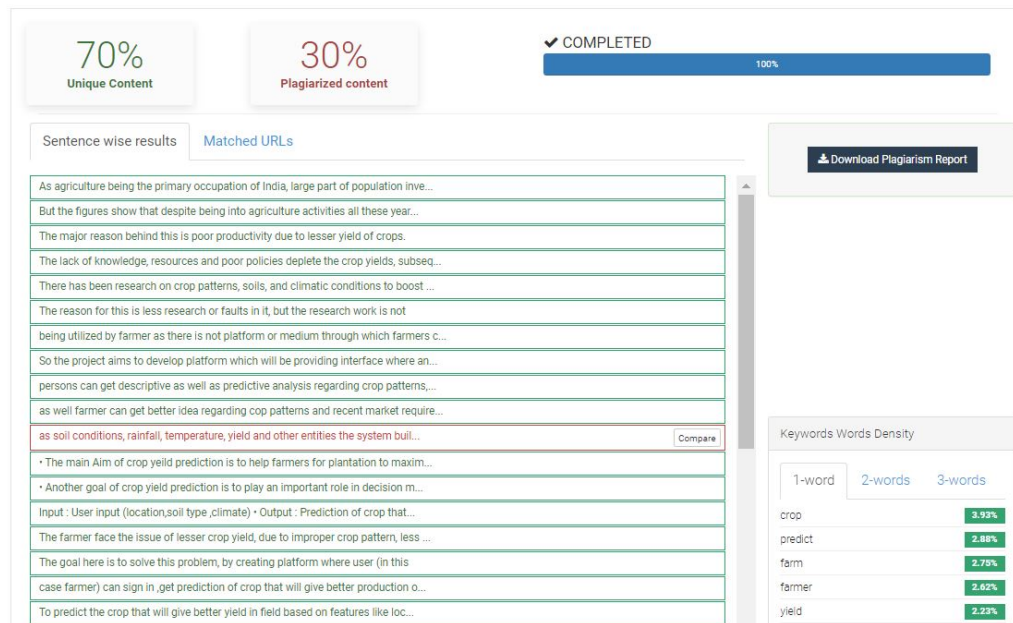 70%
Unique Content
30%
Plagiarized content
✔ COMPLETED
100%
Sentence wise results
Matched URLs
Download Plagiarism Report
As agriculture being the primary occupation of India, large part of population inve...
But the figures show that despite being into agriculture activities all these year...
The major reason behind this is poor productivity due to lesser yield of crops.
The lack of knowledge, resources and poor policies deplete the crop yields, subseq...
There has been research on crop patterns, soils, and climatic conditions to boost ...
The reason for this is less research or faults in it, but the research work is not
being utilized by farmer as there is not platform or medium through which farmers c...
So the project aims to develop platform which will be providing interface where an...
persons can get descriptive as well as predictive analysis regarding crop patterns,...
as well farmer can get better idea regarding cop patterns and recent market require...
as soil conditions, rainfall, temperature, yield and other entities the system buil...
Compare
• The main Aim of crop yeild prediction is to help farmers for plantation to maxim...
• Another goal of crop yield prediction is to play an important role in decision m...
Input : User input (location,soil type ,climate) • Output : Prediction of crop that...
The farmer face the issue of lesser crop yield, due to improper crop pattern, less ...
The goal here is to solve this problem, by creating platform where user (in this
case farmer) can sign in ,get prediction of crop that will give better production o...
To predict the crop that will give better yield in field based on features like loc...
Keywords Words Density
1-word
2-words
3-words
crop 3.93%
predict 2.88%
farm 2.75%
farmer 2.62%
yield 2.23%